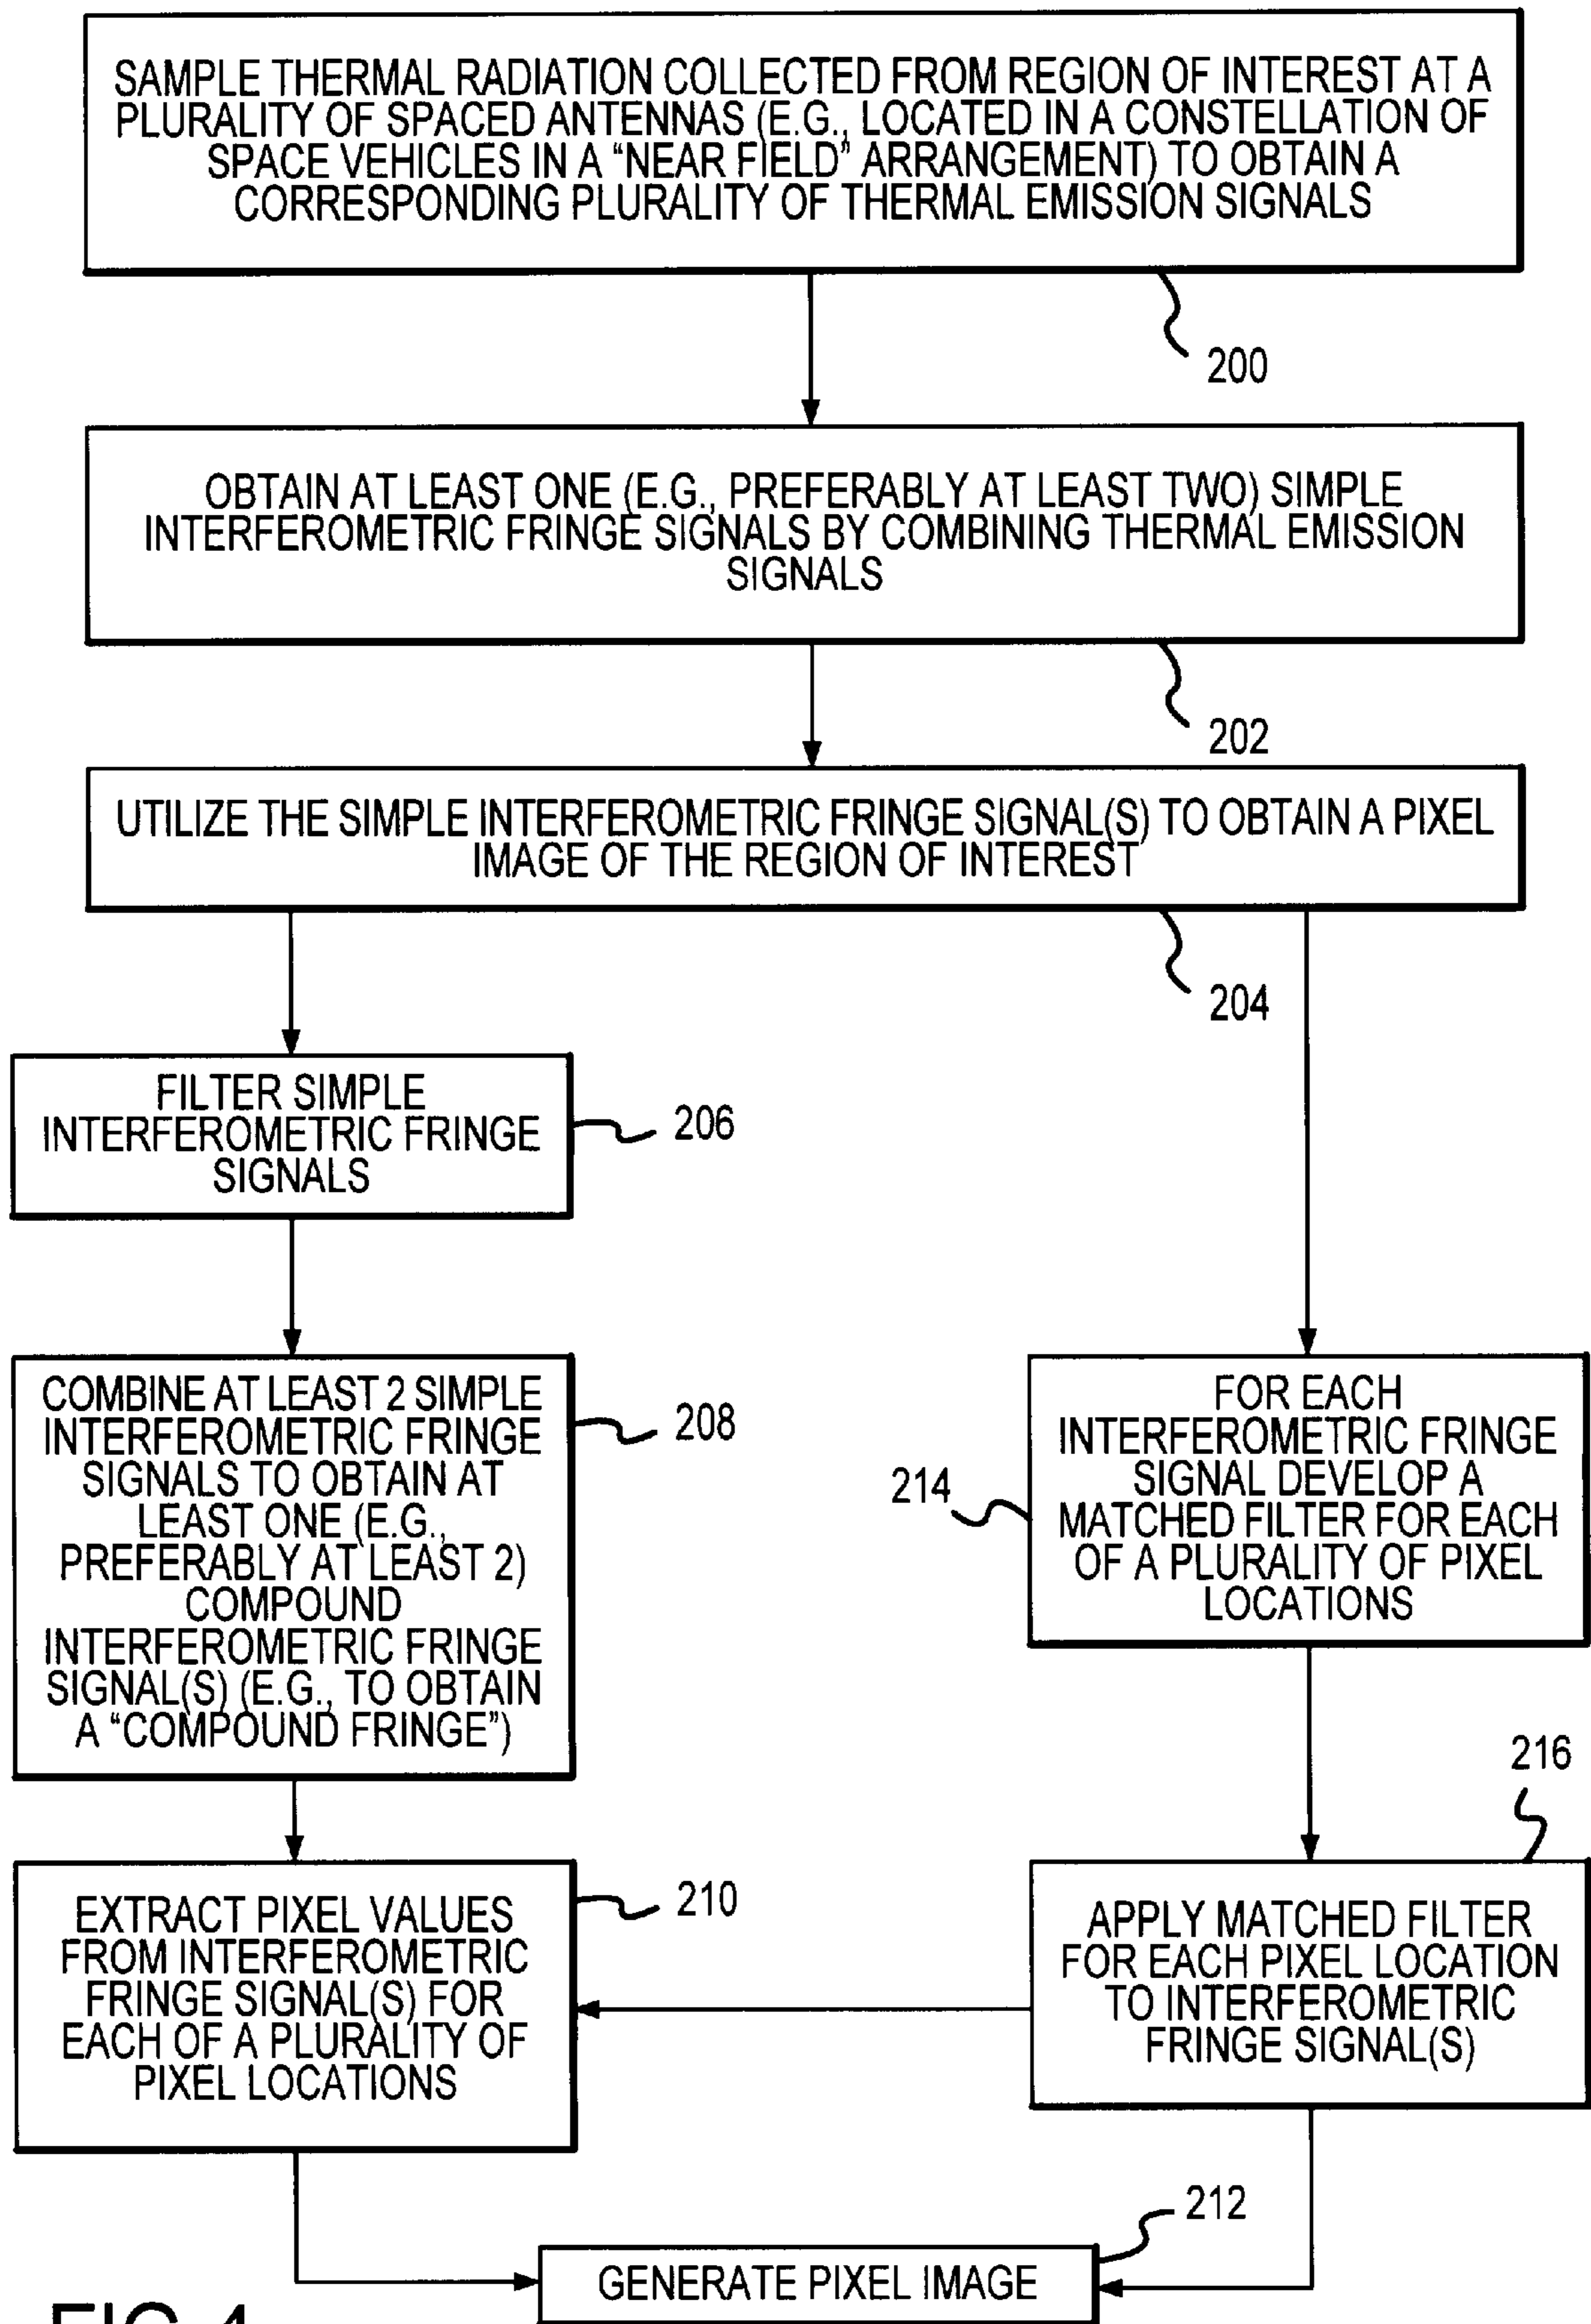 SAMPLE THERMAL RADIATION COLLECTED FROM REGION OF INTEREST AT A
PLURALITY OF SPACED ANTENNAS (E.G., LOCATED IN A CONSTELLATION OF
SPACE VEHICLES IN A “NEAR FIELD” ARRANGEMENT) TO OBTAIN A
CORRESPONDING PLURALITY OF THERMAL EMISSION SIGNALS
200
OBTAIN AT LEAST ONE (E.G., PREFERABLY AT LEAST TWO) SIMPLE
INTERFEROMETRIC FRINGE SIGNALS BY COMBINING THERMAL EMISSION
SIGNALS
202
UTILIZE THE SIMPLE INTERFEROMETRIC FRINGE SIGNAL(S) TO OBTAIN A PIXEL
IMAGE OF THE REGION OF INTEREST
204
FILTER SIMPLE
INTERFEROMETRIC FRINGE
SIGNALS
206
COMBINE AT LEAST 2 SIMPLE
INTERFEROMETRIC FRINGE
SIGNALS TO OBTAIN AT
LEAST ONE (E.G.,
PREFERABLY AT LEAST 2)
COMPOUND
INTERFEROMETRIC FRINGE
SIGNAL(S) (E.G., TO OBTAIN
A “COMPOUND FRINGE”)
208
FOR EACH
INTERFEROMETRIC FRINGE
SIGNAL DEVELOP A
MATCHED FILTER FOR EACH
OF A PLURALITY OF PIXEL
LOCATIONS
214
216
EXTRACT PIXEL VALUES
FROM INTERFEROMETRIC
FRINGE SIGNAL(S) FOR
EACH OF A PLURALITY OF
PIXEL LOCATIONS
210
APPLY MATCHED FILTER
FOR EACH PIXEL LOCATION
TO INTERFEROMETRIC
FRINGE SIGNAL(S)
212
GENERATE PIXEL IMAGE
FIG.4